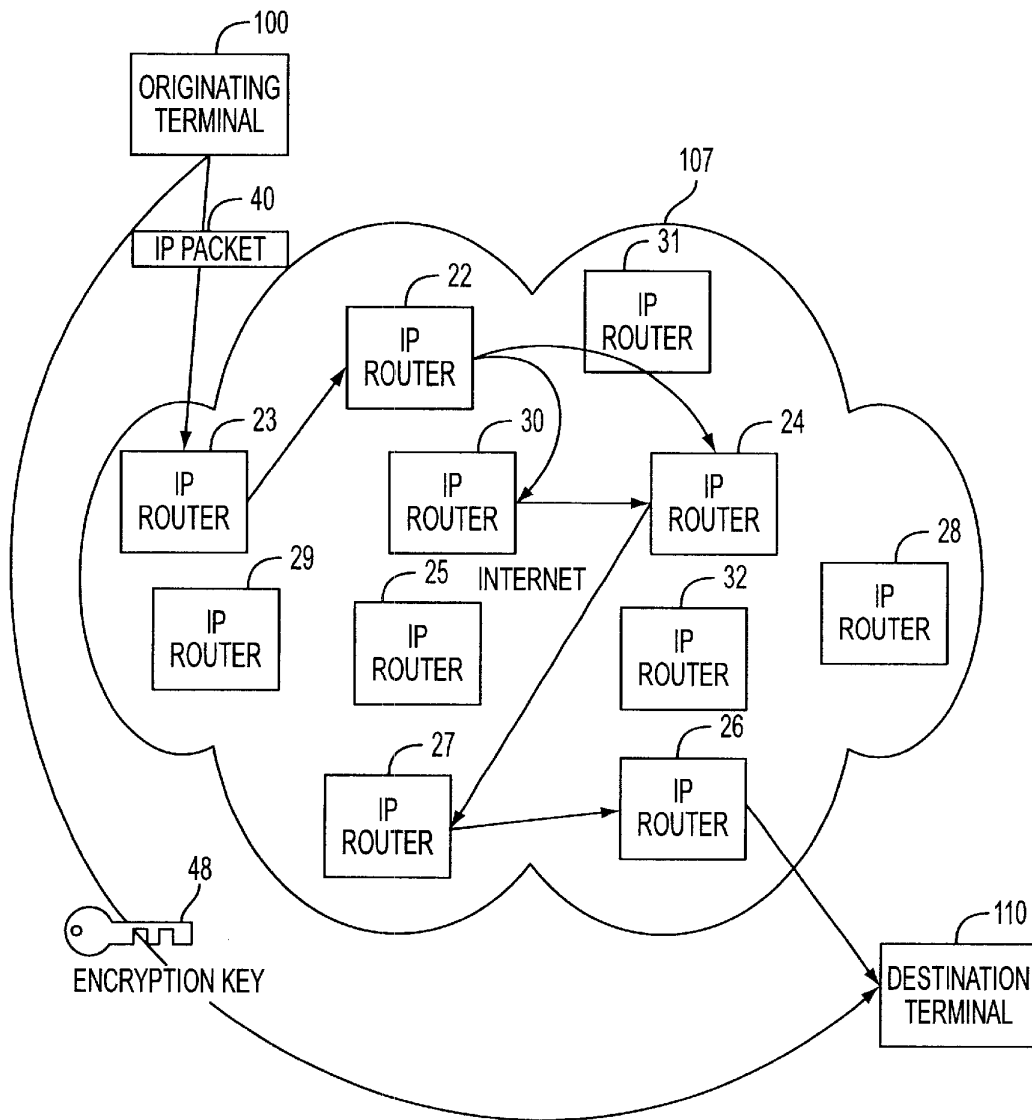 100
ORIGINATING
TERMINAL
107
40
IP PACKET
31
IP
ROUTER
22
IP
ROUTER
23
IP
ROUTER
30
IP
ROUTER
24
IP
ROUTER
INTERNET
29
IP
ROUTER
25
IP
ROUTER
32
IP
ROUTER
28
IP
ROUTER
27
IP
ROUTER
26
IP
ROUTER
48
ENCRYPTION KEY
110
DESTINATION
TERMINAL